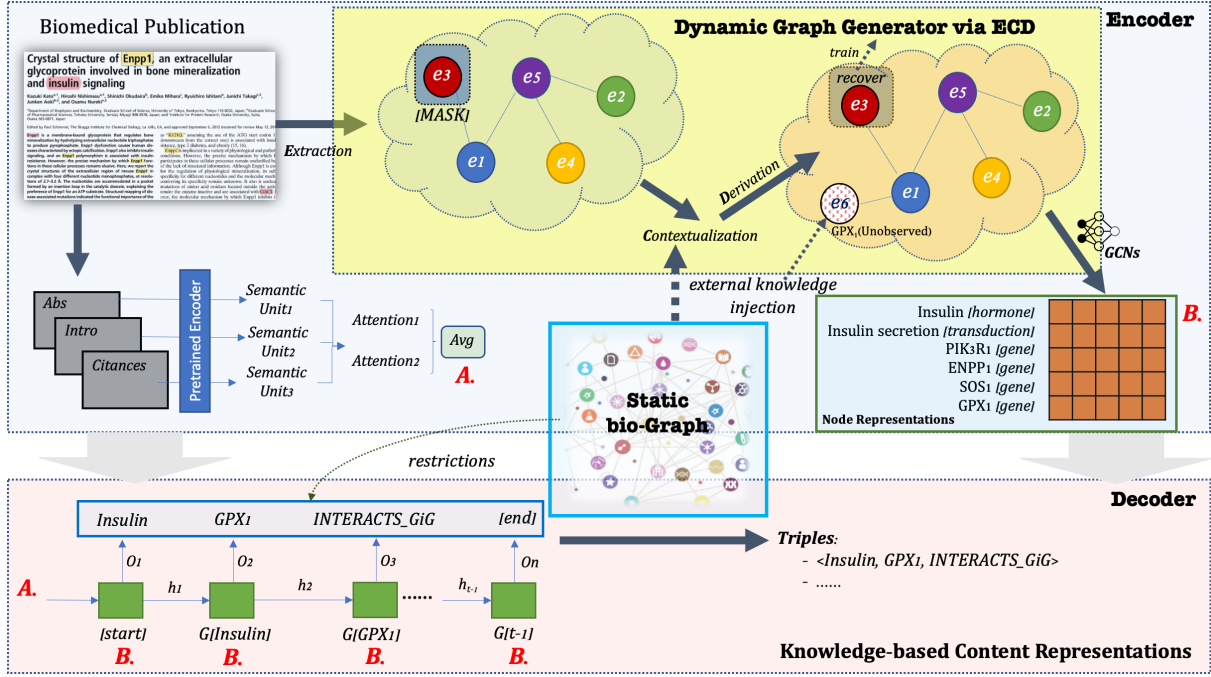 Biomedical Publication
Crystal structure of Enpp1, an extracellular
glycoprotein involved in bone mineralization
and insulin signaling
Dynamic Graph Generator via ECD
Encoder
train
recover
e3
e5
e2
[MASK]
e1
e4
e3
e5
e2
e1
e4
e6
GPX1(Unobserved)
Extraction
Contextualization
Derivation
GCNs
external knowledge
injection
Abs
Intro
Citances
Pretrained Encoder
Semantic
Unit1
Semantic
Unit2
Semantic
Unit3
Attention1
Attention2
Avg
A.
Static
bio-Graph
B.
Insulin [hormone]
Insulin secretion [transduction]
PIK3R1 [gene]
ENPP1 [gene]
SOS1 [gene]
GPX1 [gene]
Node Representations
restrictions
Decoder
Insulin GPX1 INTERACTS_GiG [end]
O1 O2 O3 On
A.
h1 h2 ...... ht-1
[start] G[Insulin] G[GPX1] G[t-1]
B. B. B. B.
Triples:
- <Insulin, GPX1, INTERACTS_GiG>
- ......
Knowledge-based Content Representations